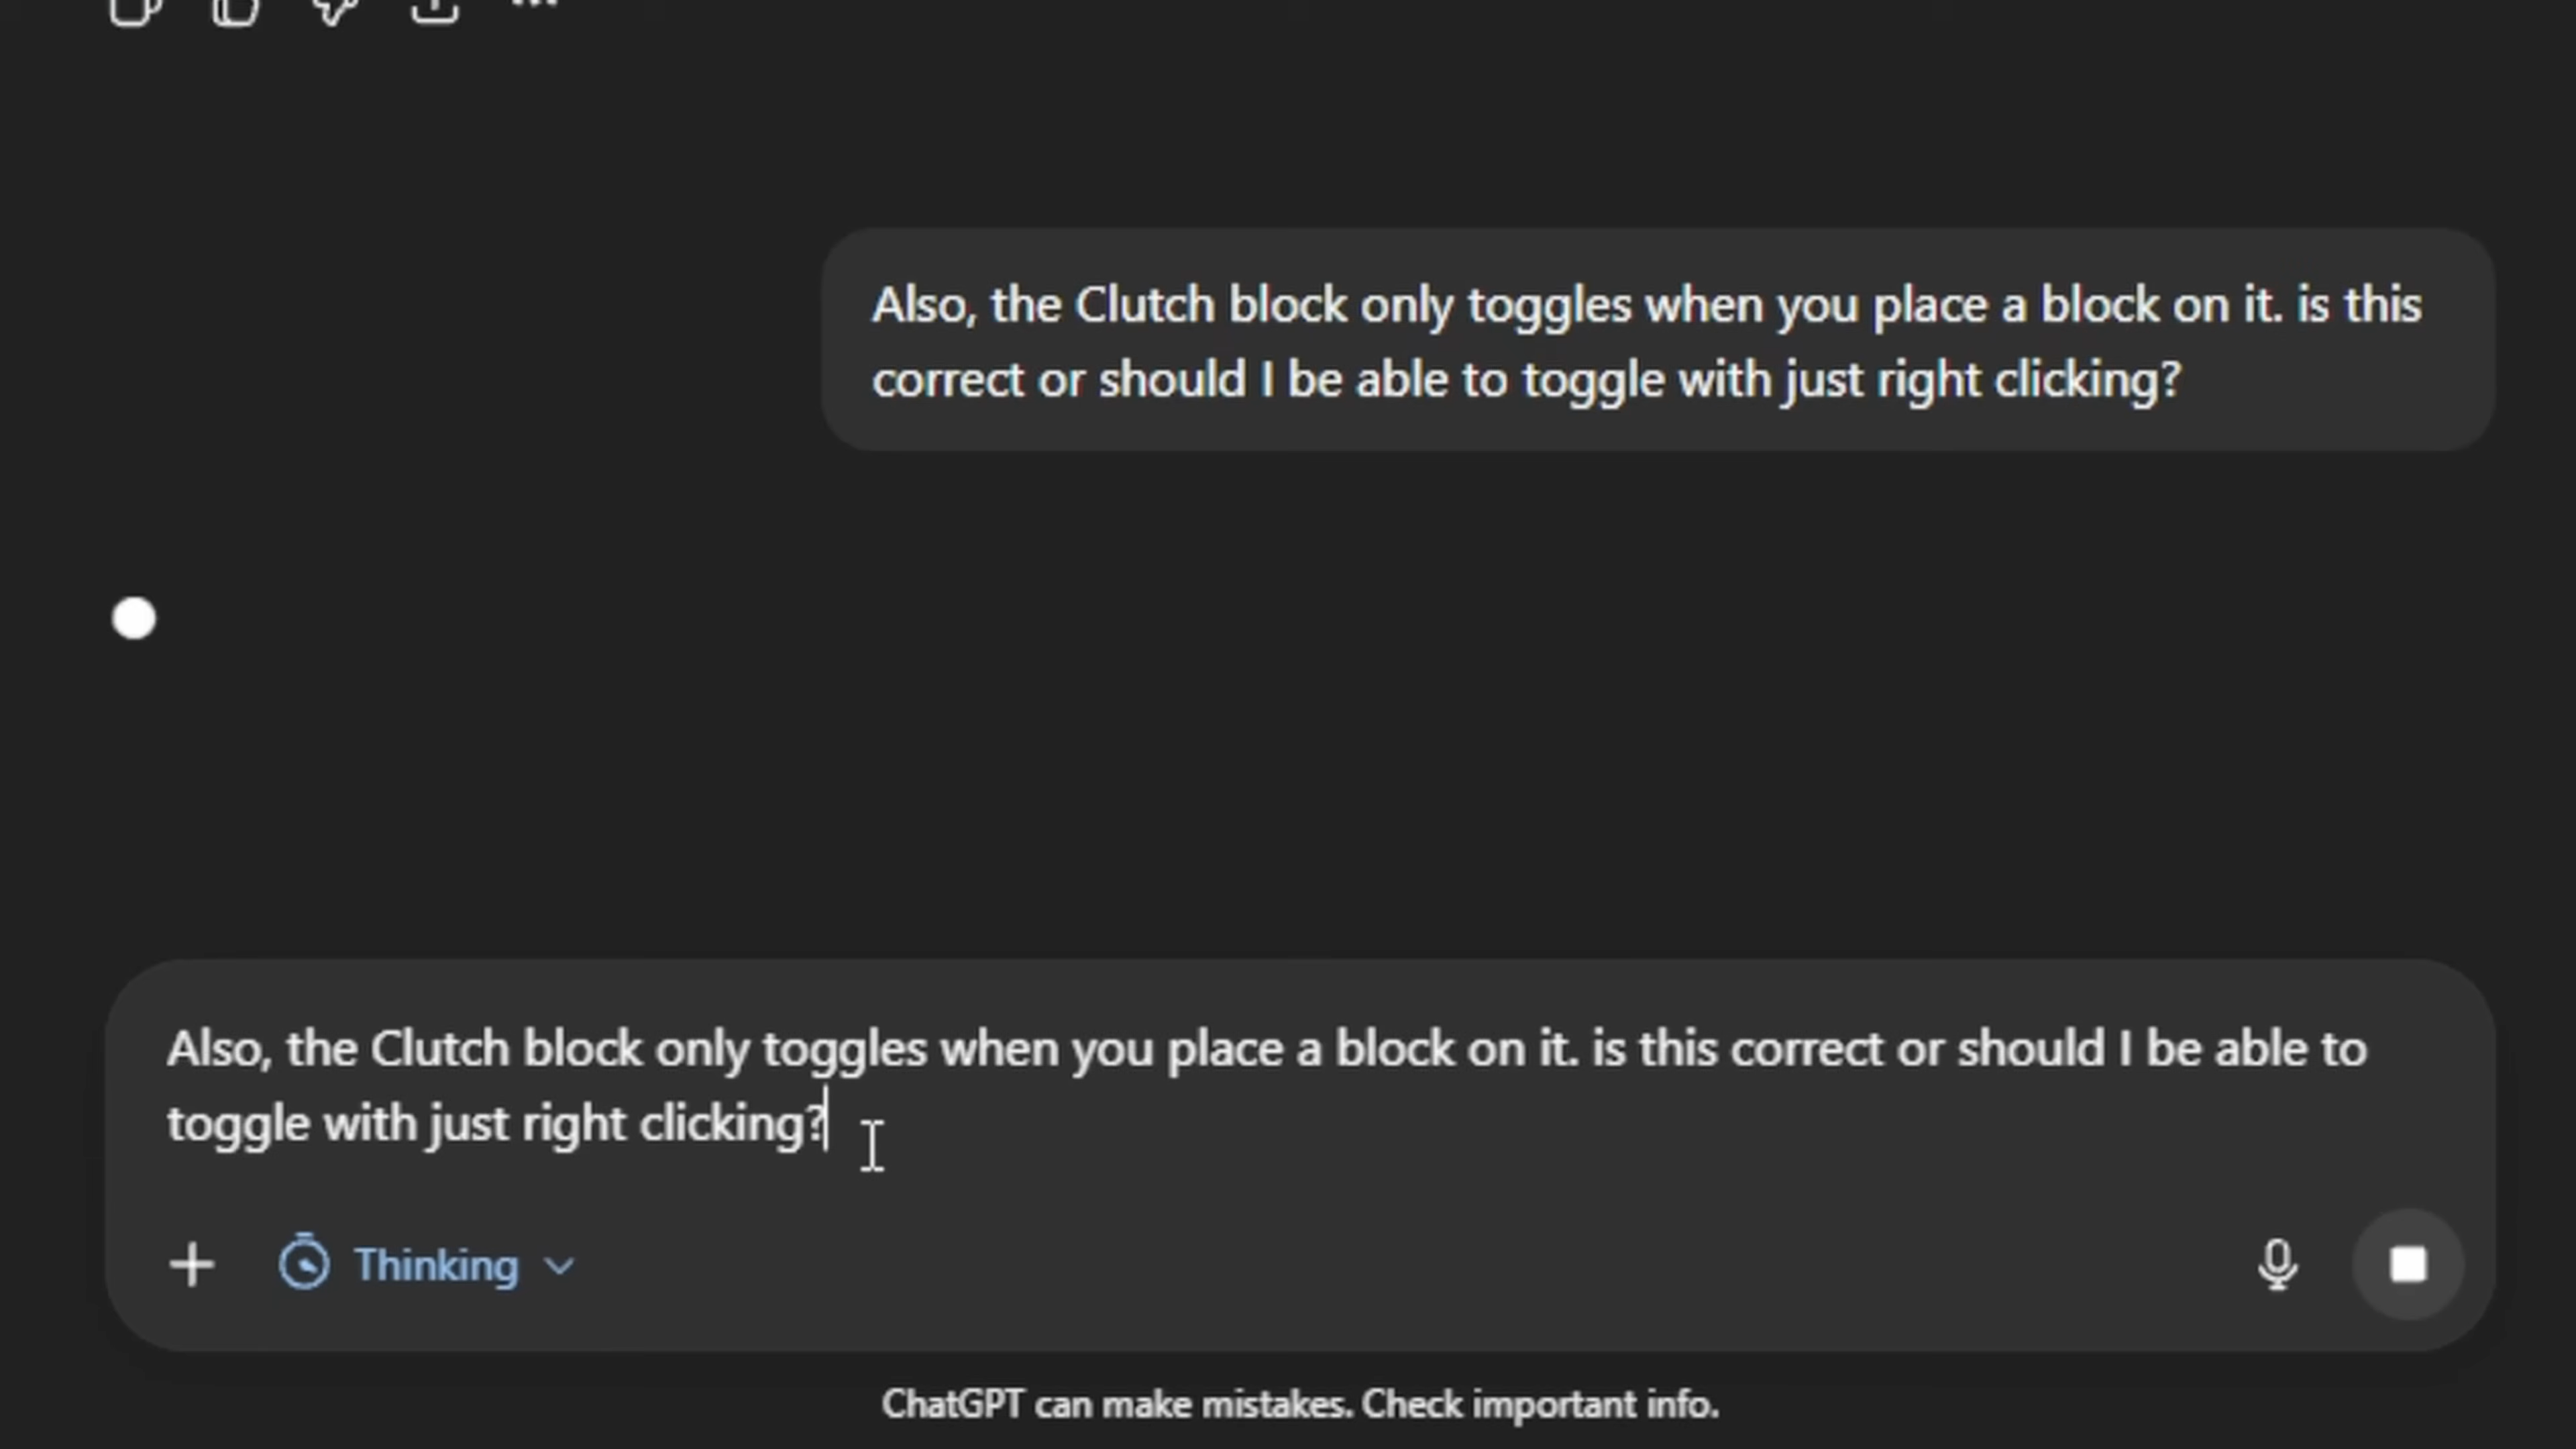 Also, the Clutch block only toggles when you place a block on it. is this
correct or should I be able to toggle with just right clicking?
Also, the Clutch block only toggles when you place a block on it. is this correct or should I be able to
toggle with just right clicking?
Thinking
ChatGPT can make mistakes. Check important info.